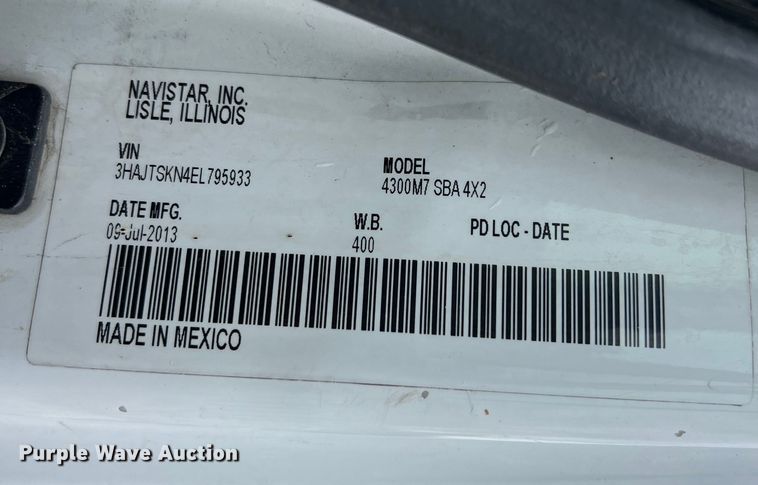 NAVISTAR, INC.
LISLE, ILLINOIS
VIN
3HAJTSKN4EL795933
MODEL
4300M7 SBA 4X2
DATE MFG.
09-Jul-2013
W.B.
400
PD LOC - DATE
MADE IN MEXICO
Purple Wave Auction